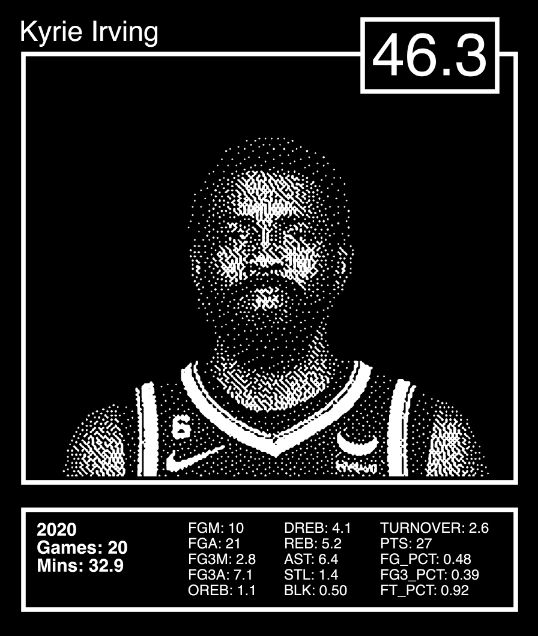 Kyrie Irving
46.3
6
2020
Games: 20
Mins: 32.9
FGM: 10
FGA: 21
FG3M: 2.8
FG3A: 7.1
OREB: 1.1
DREB: 4.1
REB: 5.2
AST: 6.4
STL: 1.4
BLK: 0.50
TURNOVER: 2.6
PTS: 27
FG_PCT: 0.48
FG3_PCT: 0.39
FT_PCT: 0.92